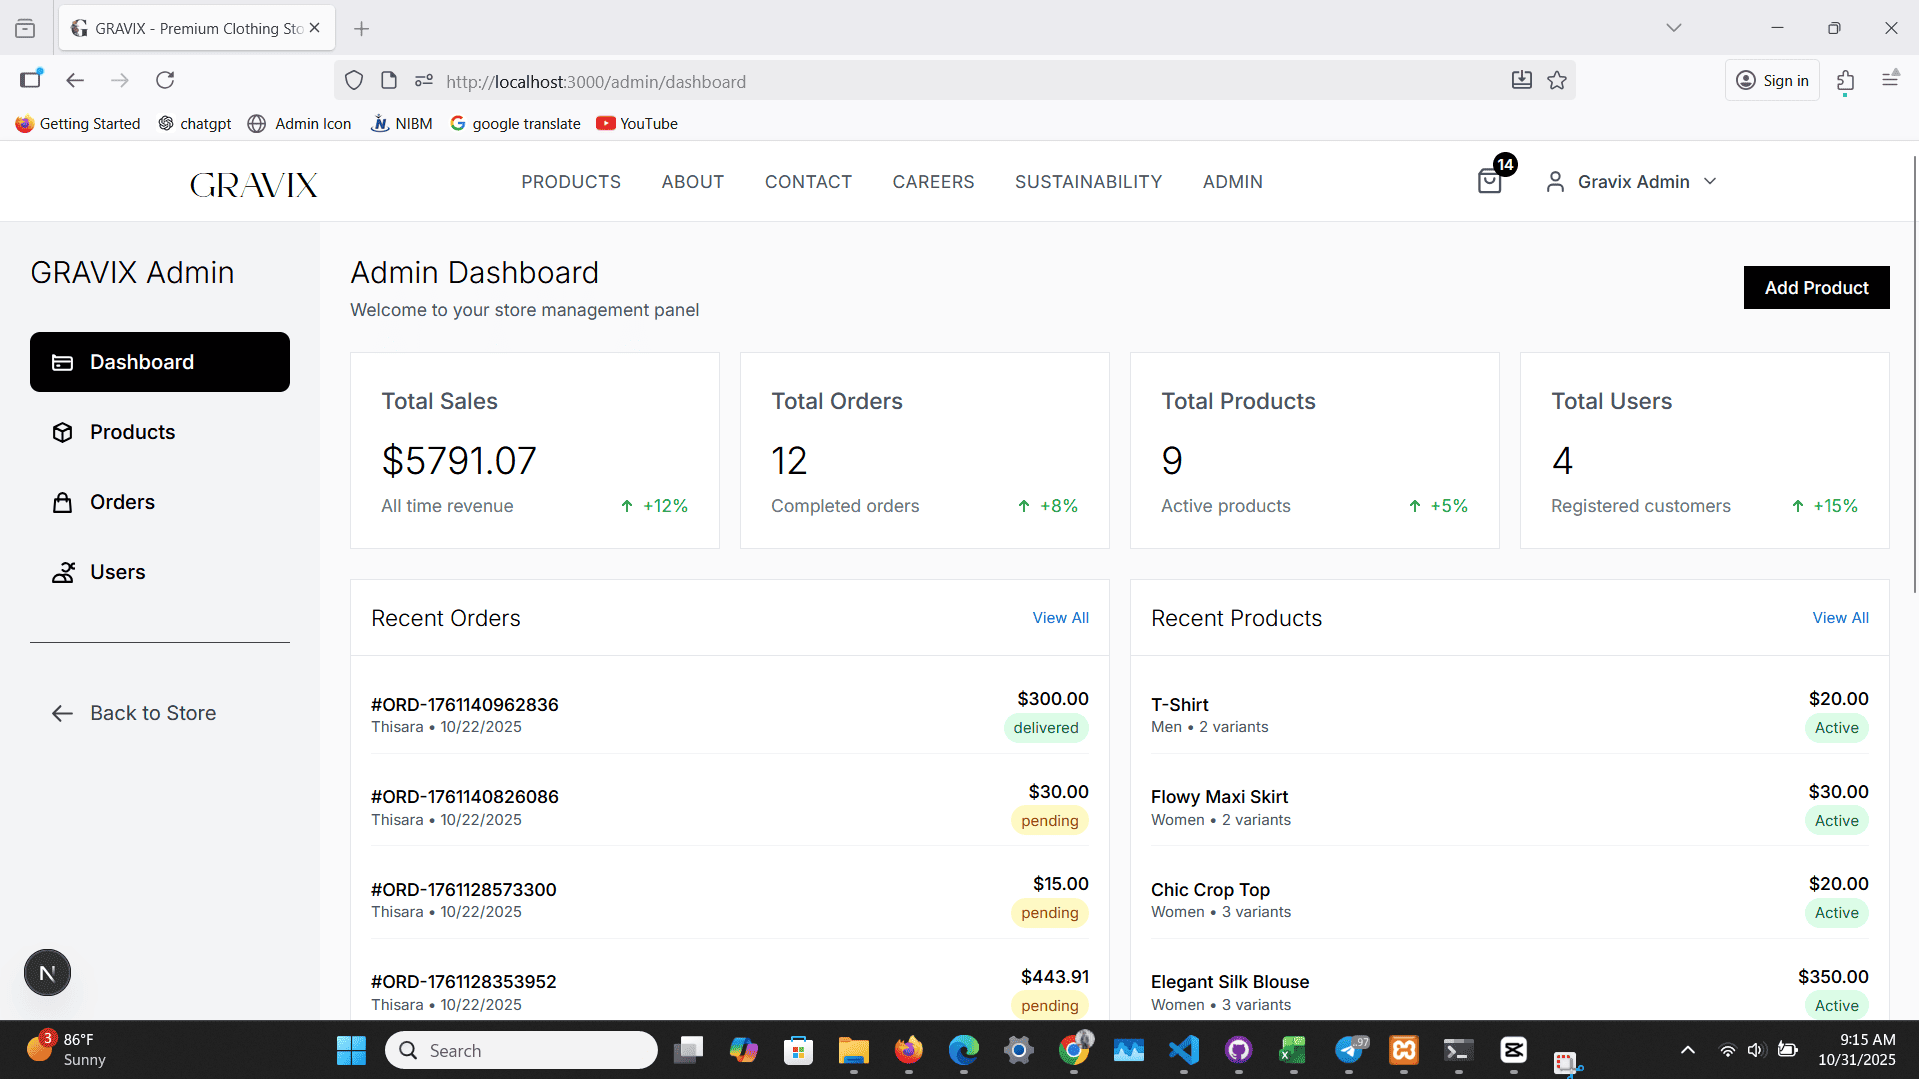 GRAVIX - Premium Clothing Sto
http://localhost:3000/admin/dashboard
Sign in
Getting Started
chatgpt
Admin Icon
NIBM
google translate
YouTube
GRAVIX
PRODUCTS
ABOUT
CONTACT
CAREERS
SUSTAINABILITY
ADMIN
14
Gravix Admin
GRAVIX Admin
Dashboard
Products
Orders
Users
Back to Store
Admin Dashboard
Welcome to your store management panel
Add Product
Total Sales
$5791.07
All time revenue
+12%
Total Orders
12
Completed orders
+8%
Total Products
9
Active products
+5%
Total Users
4
Registered customers
+15%
Recent Orders
View All
#ORD-1761140962836
$300.00
Thisara • 10/22/2025
delivered
#ORD-1761140826086
$30.00
Thisara • 10/22/2025
pending
#ORD-1761128573300
$15.00
Thisara • 10/22/2025
pending
#ORD-1761128353952
$443.91
Thisara • 10/22/2025
pending
Recent Products
View All
T-Shirt
$20.00
Men • 2 variants
Active
Flowy Maxi Skirt
$30.00
Women • 2 variants
Active
Chic Crop Top
$20.00
Women • 3 variants
Active
Elegant Silk Blouse
$350.00
Women • 3 variants
Active
N
3
86°F
Sunny
Search
97
9:15 AM
10/31/2025